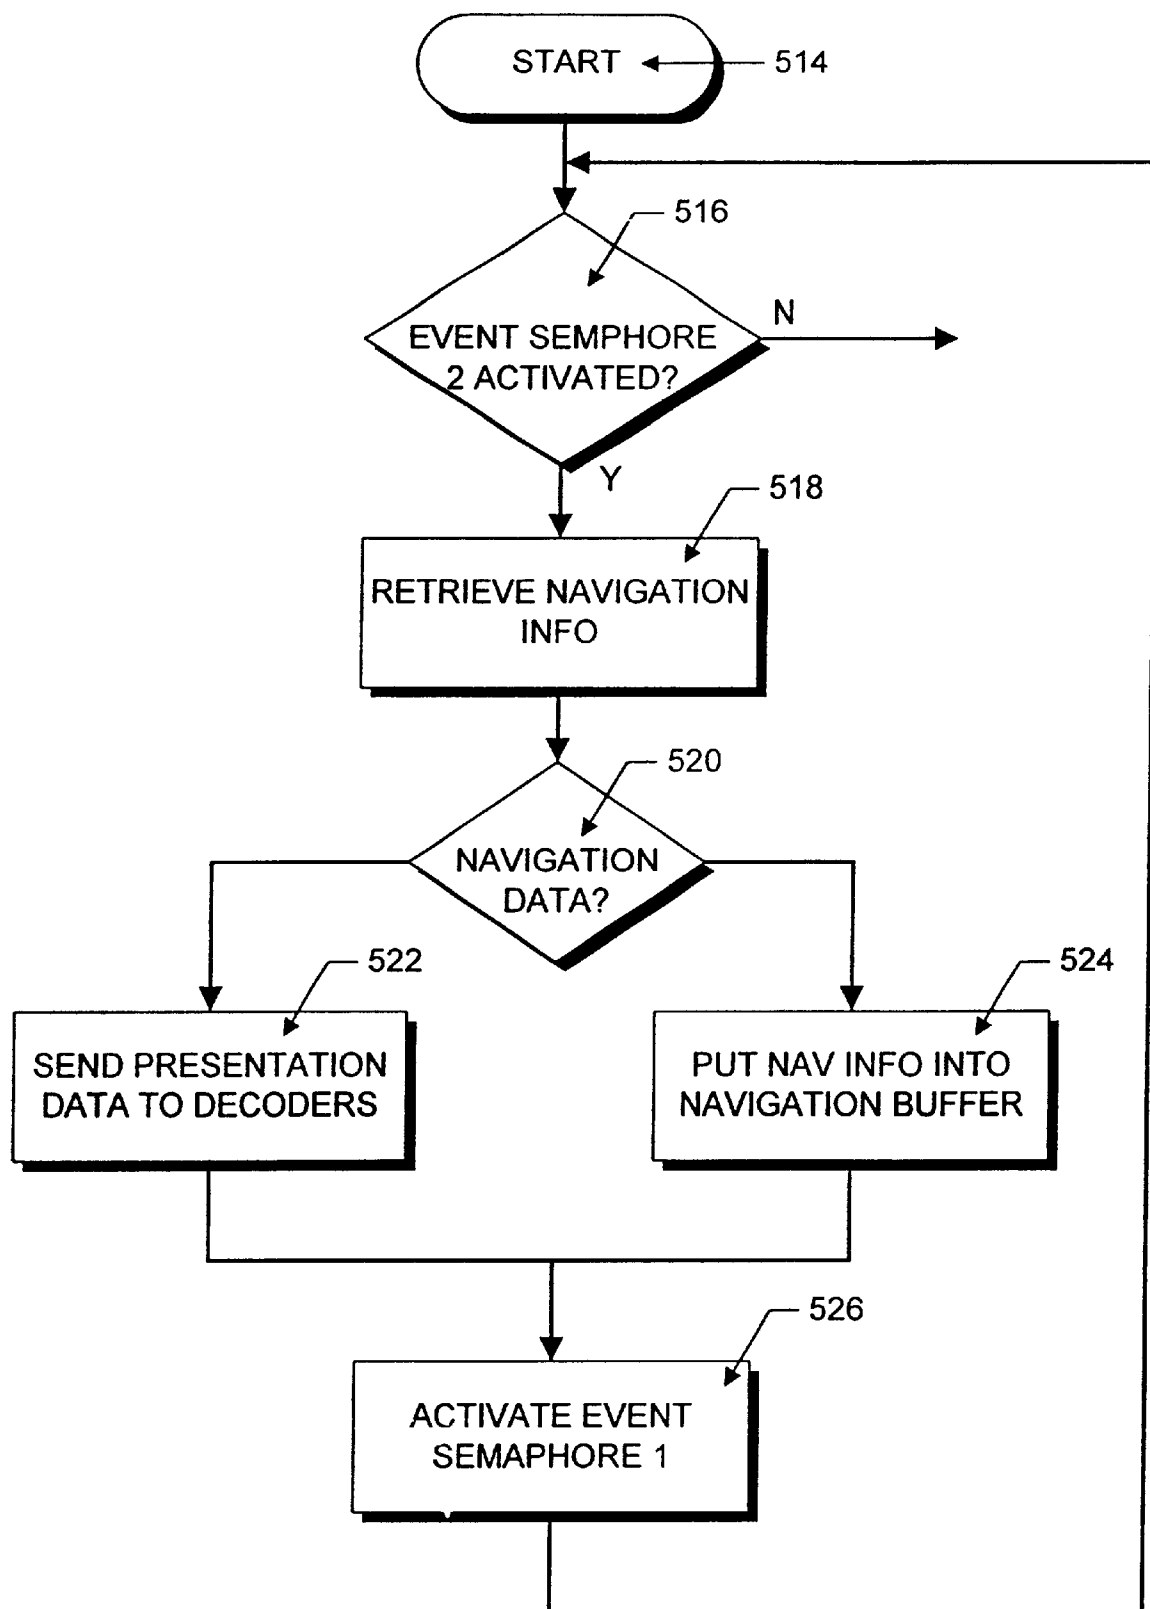 START
514
516
N
EVENT SEMPHORE
2 ACTIVATED?
Y
518
RETRIEVE NAVIGATION
INFO
520
NAVIGATION
DATA?
522
524
SEND PRESENTATION
DATA TO DECODERS
PUT NAV INFO INTO
NAVIGATION BUFFER
526
ACTIVATE EVENT
SEMAPHORE 1